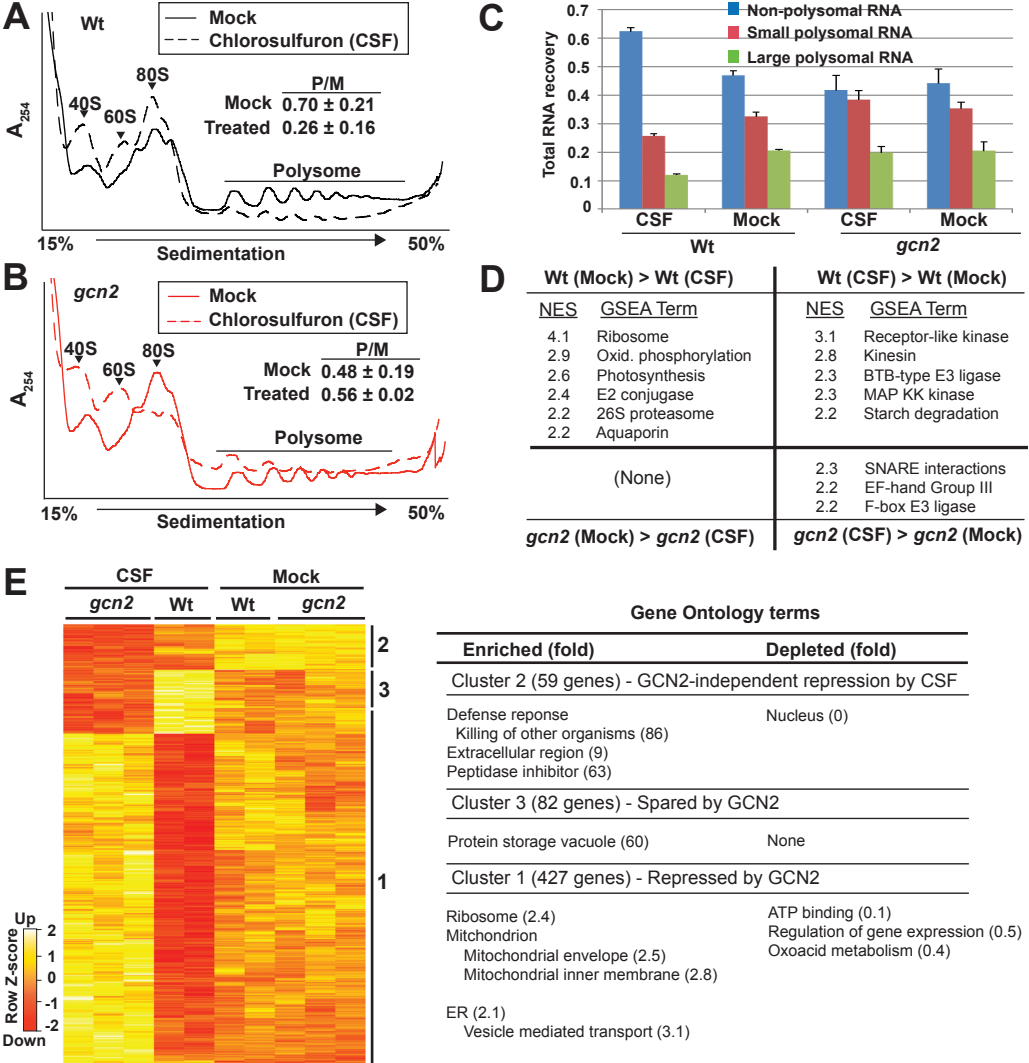 A
Wt
Mock
Chlorosulfuron (CSF)
P/M
Mock 0.70 ± 0.21
Treated 0.26 ± 0.16
40S
60S
80S
A254
Polysome
15%
Sedimentation
50%
B
gcn2
Mock
Chlorosulfuron (CSF)
P/M
Mock 0.48 ± 0.19
Treated 0.56 ± 0.02
40S
60S
80S
A254
Polysome
15%
Sedimentation
50%
C
Non-polysomal RNA
Small polysomal RNA
Large polysomal RNA
Total RNA recovery
0.7
0.6
0.5
0.4
0.3
0.2
0.1
0
CSF Mock CSF Mock
Wt gcn2
D
Wt (Mock) > Wt (CSF)
NES GSEA Term
4.1 Ribosome
2.9 Oxid. phosphorylation
2.6 Photosynthesis
2.4 E2 conjugase
2.2 26S proteasome
2.2 Aquaporin
Wt (CSF) > Wt (Mock)
NES GSEA Term
3.1 Receptor-like kinase
2.8 Kinesin
2.3 BTB-type E3 ligase
2.3 MAP KK kinase
2.2 Starch degradation
(None)
gcn2 (Mock) > gcn2 (CSF)
2.3 SNARE interactions
2.2 EF-hand Group III
2.2 F-box E3 ligase
gcn2 (CSF) > gcn2 (Mock)
E
CSF Mock
gcn2 Wt Wt gcn2
2
3
1
Up
2
1
0
-1
-2
Down
Row Z-score
Gene Ontology terms
Enriched (fold) Depleted (fold)
Cluster 2 (59 genes) - GCN2-independent repression by CSF
Defense reponse Nucleus (0)
Killing of other organisms (86)
Extracellular region (9)
Peptidase inhibitor (63)
Cluster 3 (82 genes) - Spared by GCN2
Protein storage vacuole (60) None
Cluster 1 (427 genes) - Repressed by GCN2
Ribosome (2.4) ATP binding (0.1)
Mitchondrion Regulation of gene expression (0.5)
Mitochondrial envelope (2.5) Oxoacid metabolism (0.4)
Mitochondrial inner membrane (2.8)
ER (2.1)
Vesicle mediated transport (3.1)